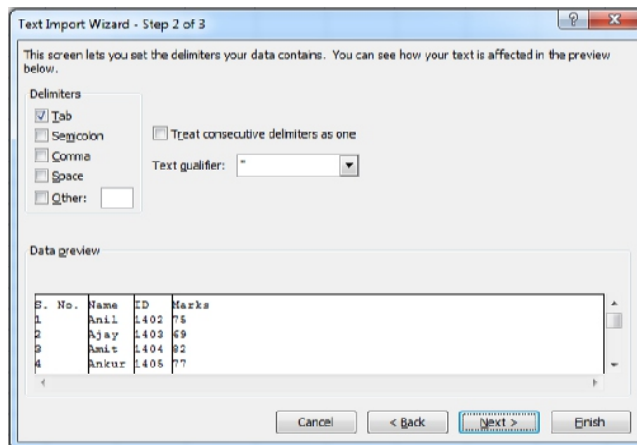 Text Import Wizard - Step 2 of 3
This screen lets you set the delimiters your data contains. You can see how your text is affected in the preview
below.
Delimiters
Tab
Semicolon
Comma
Space
Other:
Treat consecutive delimiters as one
Text qualifier: "
Data preview
S. No. Name ID Marks
1 Anil 1402 75
2 Ajay 1403 69
3 Amit 1404 82
4 Ankur 1405 77
Cancel < Back Next > Finish